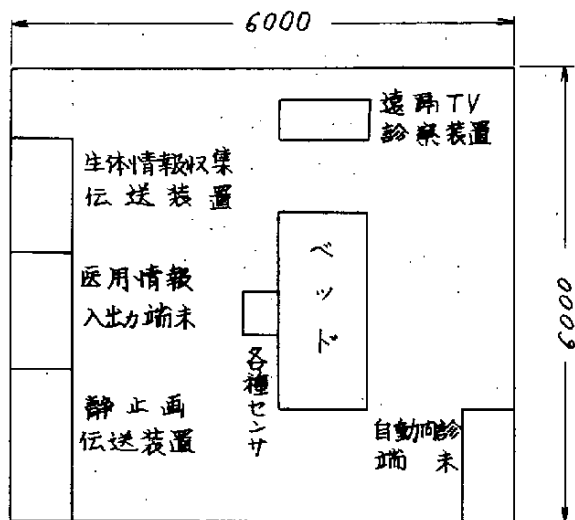 6000
遠隔TV
診察装置
生体情報収集
伝送装置
ベッド
6000
医用情報
入出力端末
各種センサ
静止画
伝送装置
自動問診
端末